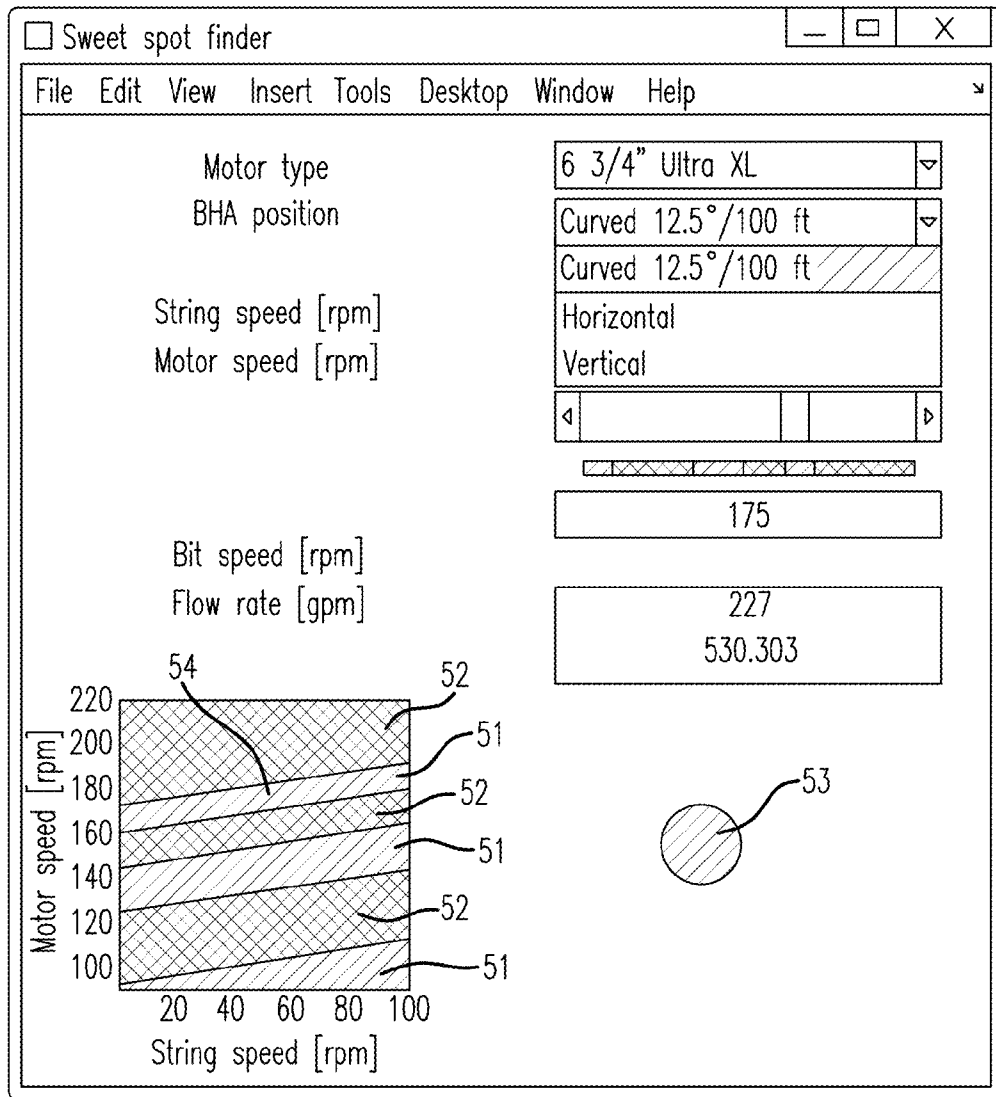 Sweet spot finder
File Edit View Insert Tools Desktop Window Help
Motor type 6 3/4" Ultra XL
BHA position Curved 12.5°/100 ft
Curved 12.5°/100 ft
String speed [rpm] Horizontal
Motor speed [rpm] Vertical
175
Bit speed [rpm]
Flow rate [gpm] 227
530.303
54
52
51
52
51
52
51
53
Motor speed [rpm]
220
200
180
160
140
120
100
20 40 60 80 100
String speed [rpm]